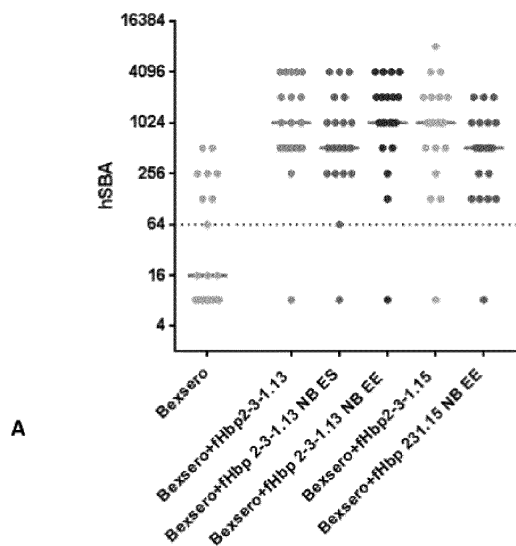 16384
4096
1024
256
64
16
4
hSBA
Bexsero
Bexsero+fHbp2-3-1.13
Bexsero+fHbp 2-3-1.13 NB ES
Bexsero+fHbp 2-3-1.13 NB EE
Bexsero+fHbp2-3-1.15
Bexsero+fHbp 231.15 NB EE
A